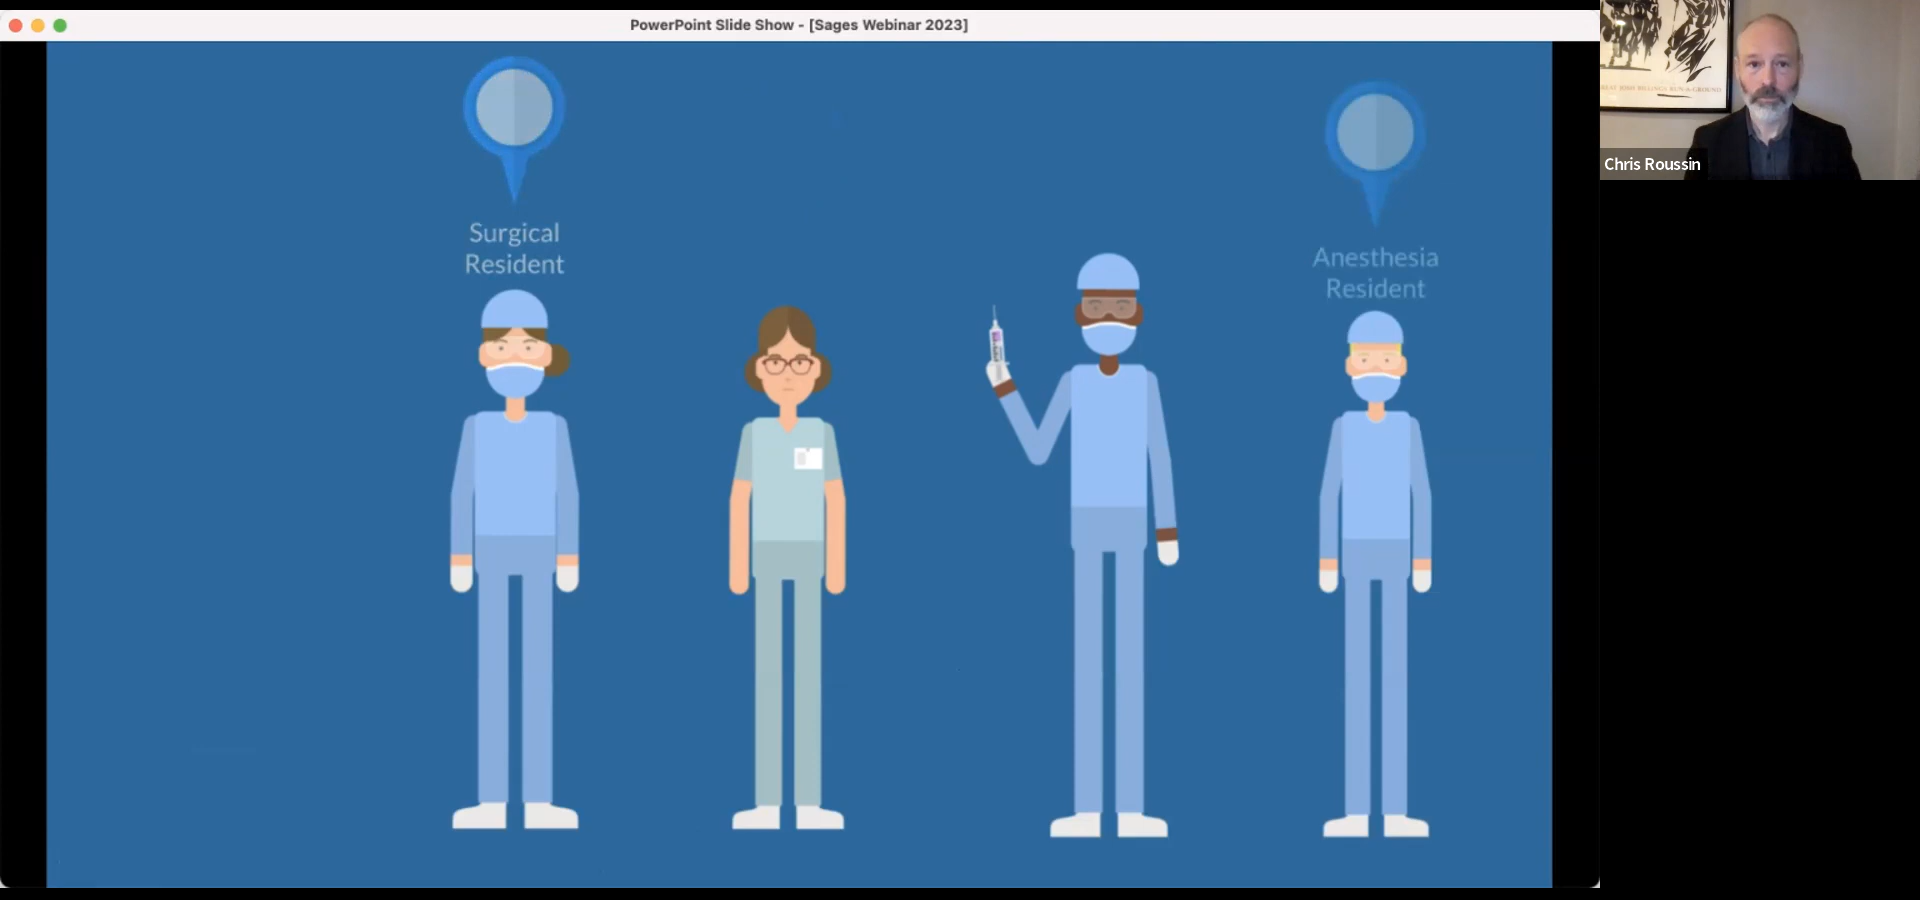 PowerPoint Slide Show - [Sages Webinar 2023]
Surgical
Resident
Anesthesia
Resident
Chris Roussin